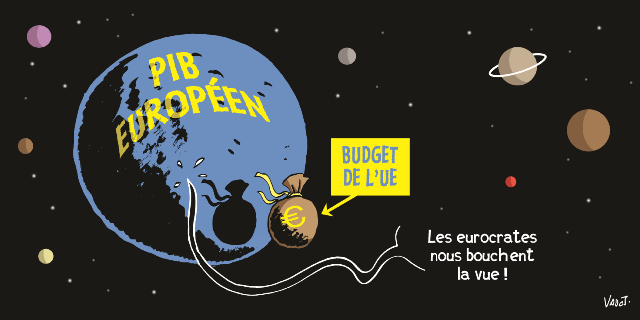 PIB
EUROPÉEN
BUDGET
DE L'UE
€
Les eurocrates
nous bouchent
la vue !
VADOT.